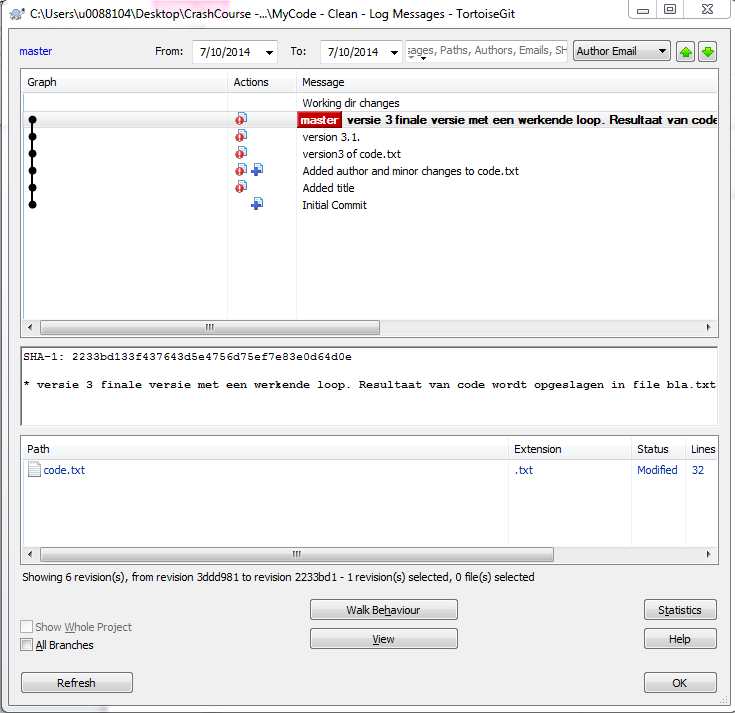 C:\Users\u0088104\Desktop\CrashCourse -...\MyCode - Clean - Log Messages - TortoiseGit
master From: 7/10/2014 To: 7/10/2014 ages, Paths, Authors, Emails, SH Author Email
Graph Actions Message
Working dir changes
master versie 3 finale versie met een werkende loop. Resultaat van code
version 3.1.
version3 of code.txt
Added author and minor changes to code.txt
Added title
Initial Commit
SHA-1: 2233bd133f437643d5e4756d75ef7e83e0d64d0e
* versie 3 finale versie met een werkende loop. Resultaat van code wordt opgeslagen in file bla.txt
Path Extension Status Lines
code.txt .txt Modified 32
Showing 6 revision(s), from revision 3ddd981 to revision 2233bd1 - 1 revision(s) selected, 0 file(s) selected
Walk Behaviour Statistics
Show Whole Project
View Help
All Branches
Refresh OK